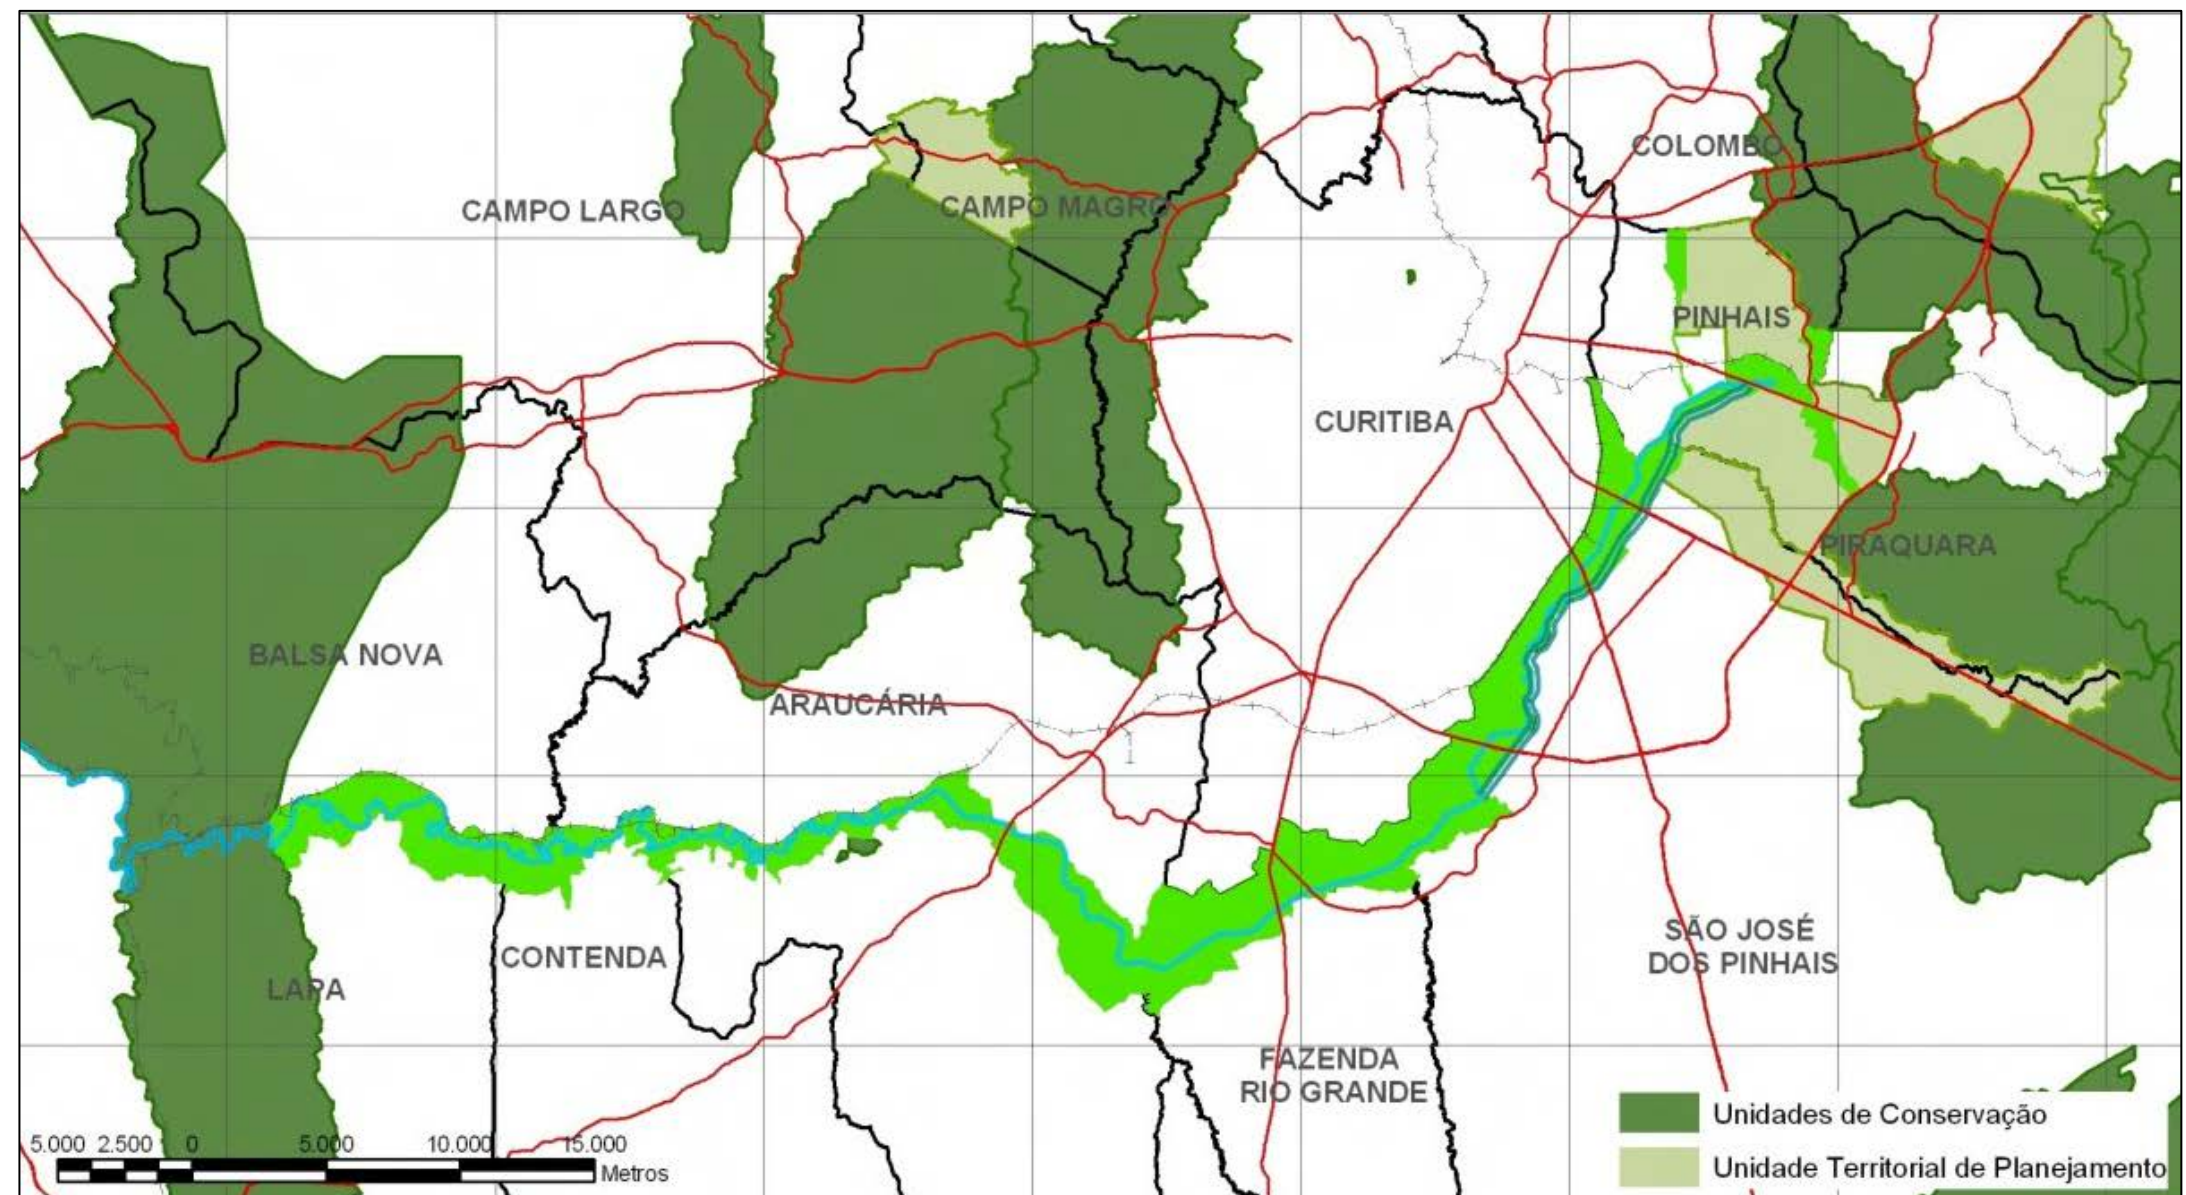 COLOMBO
CAMPO LARGO
CAMPO MAGRO
PINHAIS
CURITIBA
PIRAQUARA
BALSA NOVA
ARAUCÁRIA
SÃO JOSÉ
DOS PINHAIS
CONTENDA
LAPA
FAZENDA
RIO GRANDE
Unidades de Conservação
Unidade Territorial de Planejamento
5.000 2.500 0 5.000 10.000 15.000
Metros